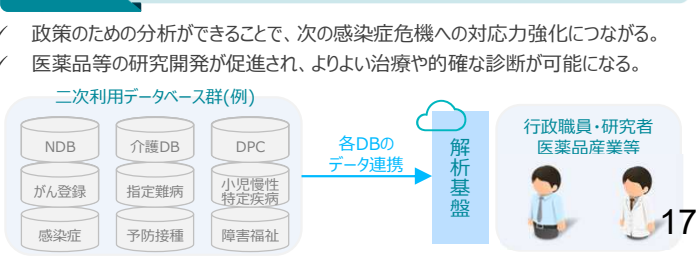 ✓ 政策のための分析ができることで、次の感染症危機への対応力強化につながる。
✓ 医薬品等の研究開発が促進され、よりよい治療や的確な診断が可能になる。
二次利用データベース群(例)
NDB
介護DB
DPC
がん登録
指定難病
小児慢性
特定疾病
感染症
予防接種
障害福祉
各DBの
データ連携
解析基盤
行政職員・研究者
医薬品産業等
17